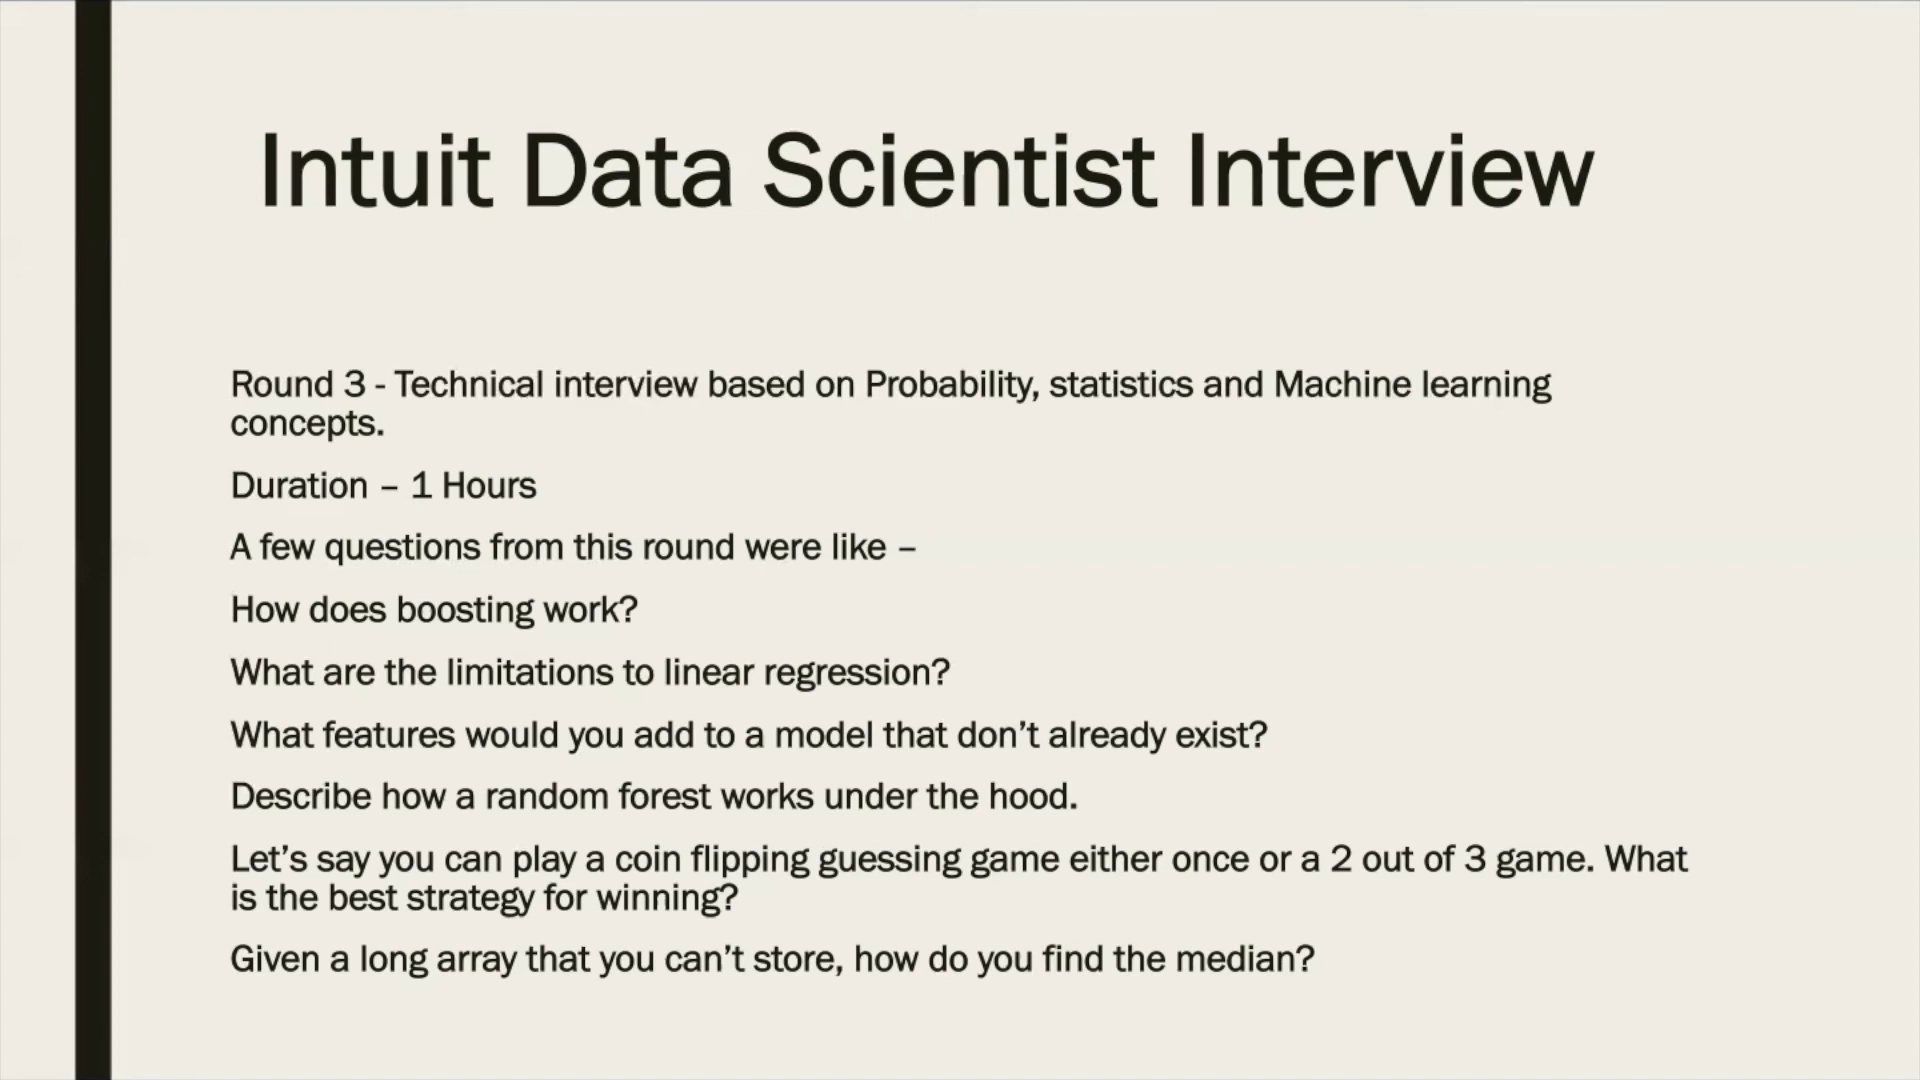 Intuit Data Scientist Interview
Round 3 - Technical interview based on Probability, statistics and Machine learning
concepts.
Duration – 1 Hours
A few questions from this round were like –
How does boosting work?
What are the limitations to linear regression?
What features would you add to a model that don’t already exist?
Describe how a random forest works under the hood.
Let’s say you can play a coin flipping guessing game either once or a 2 out of 3 game. What
is the best strategy for winning?
Given a long array that you can’t store, how do you find the median?